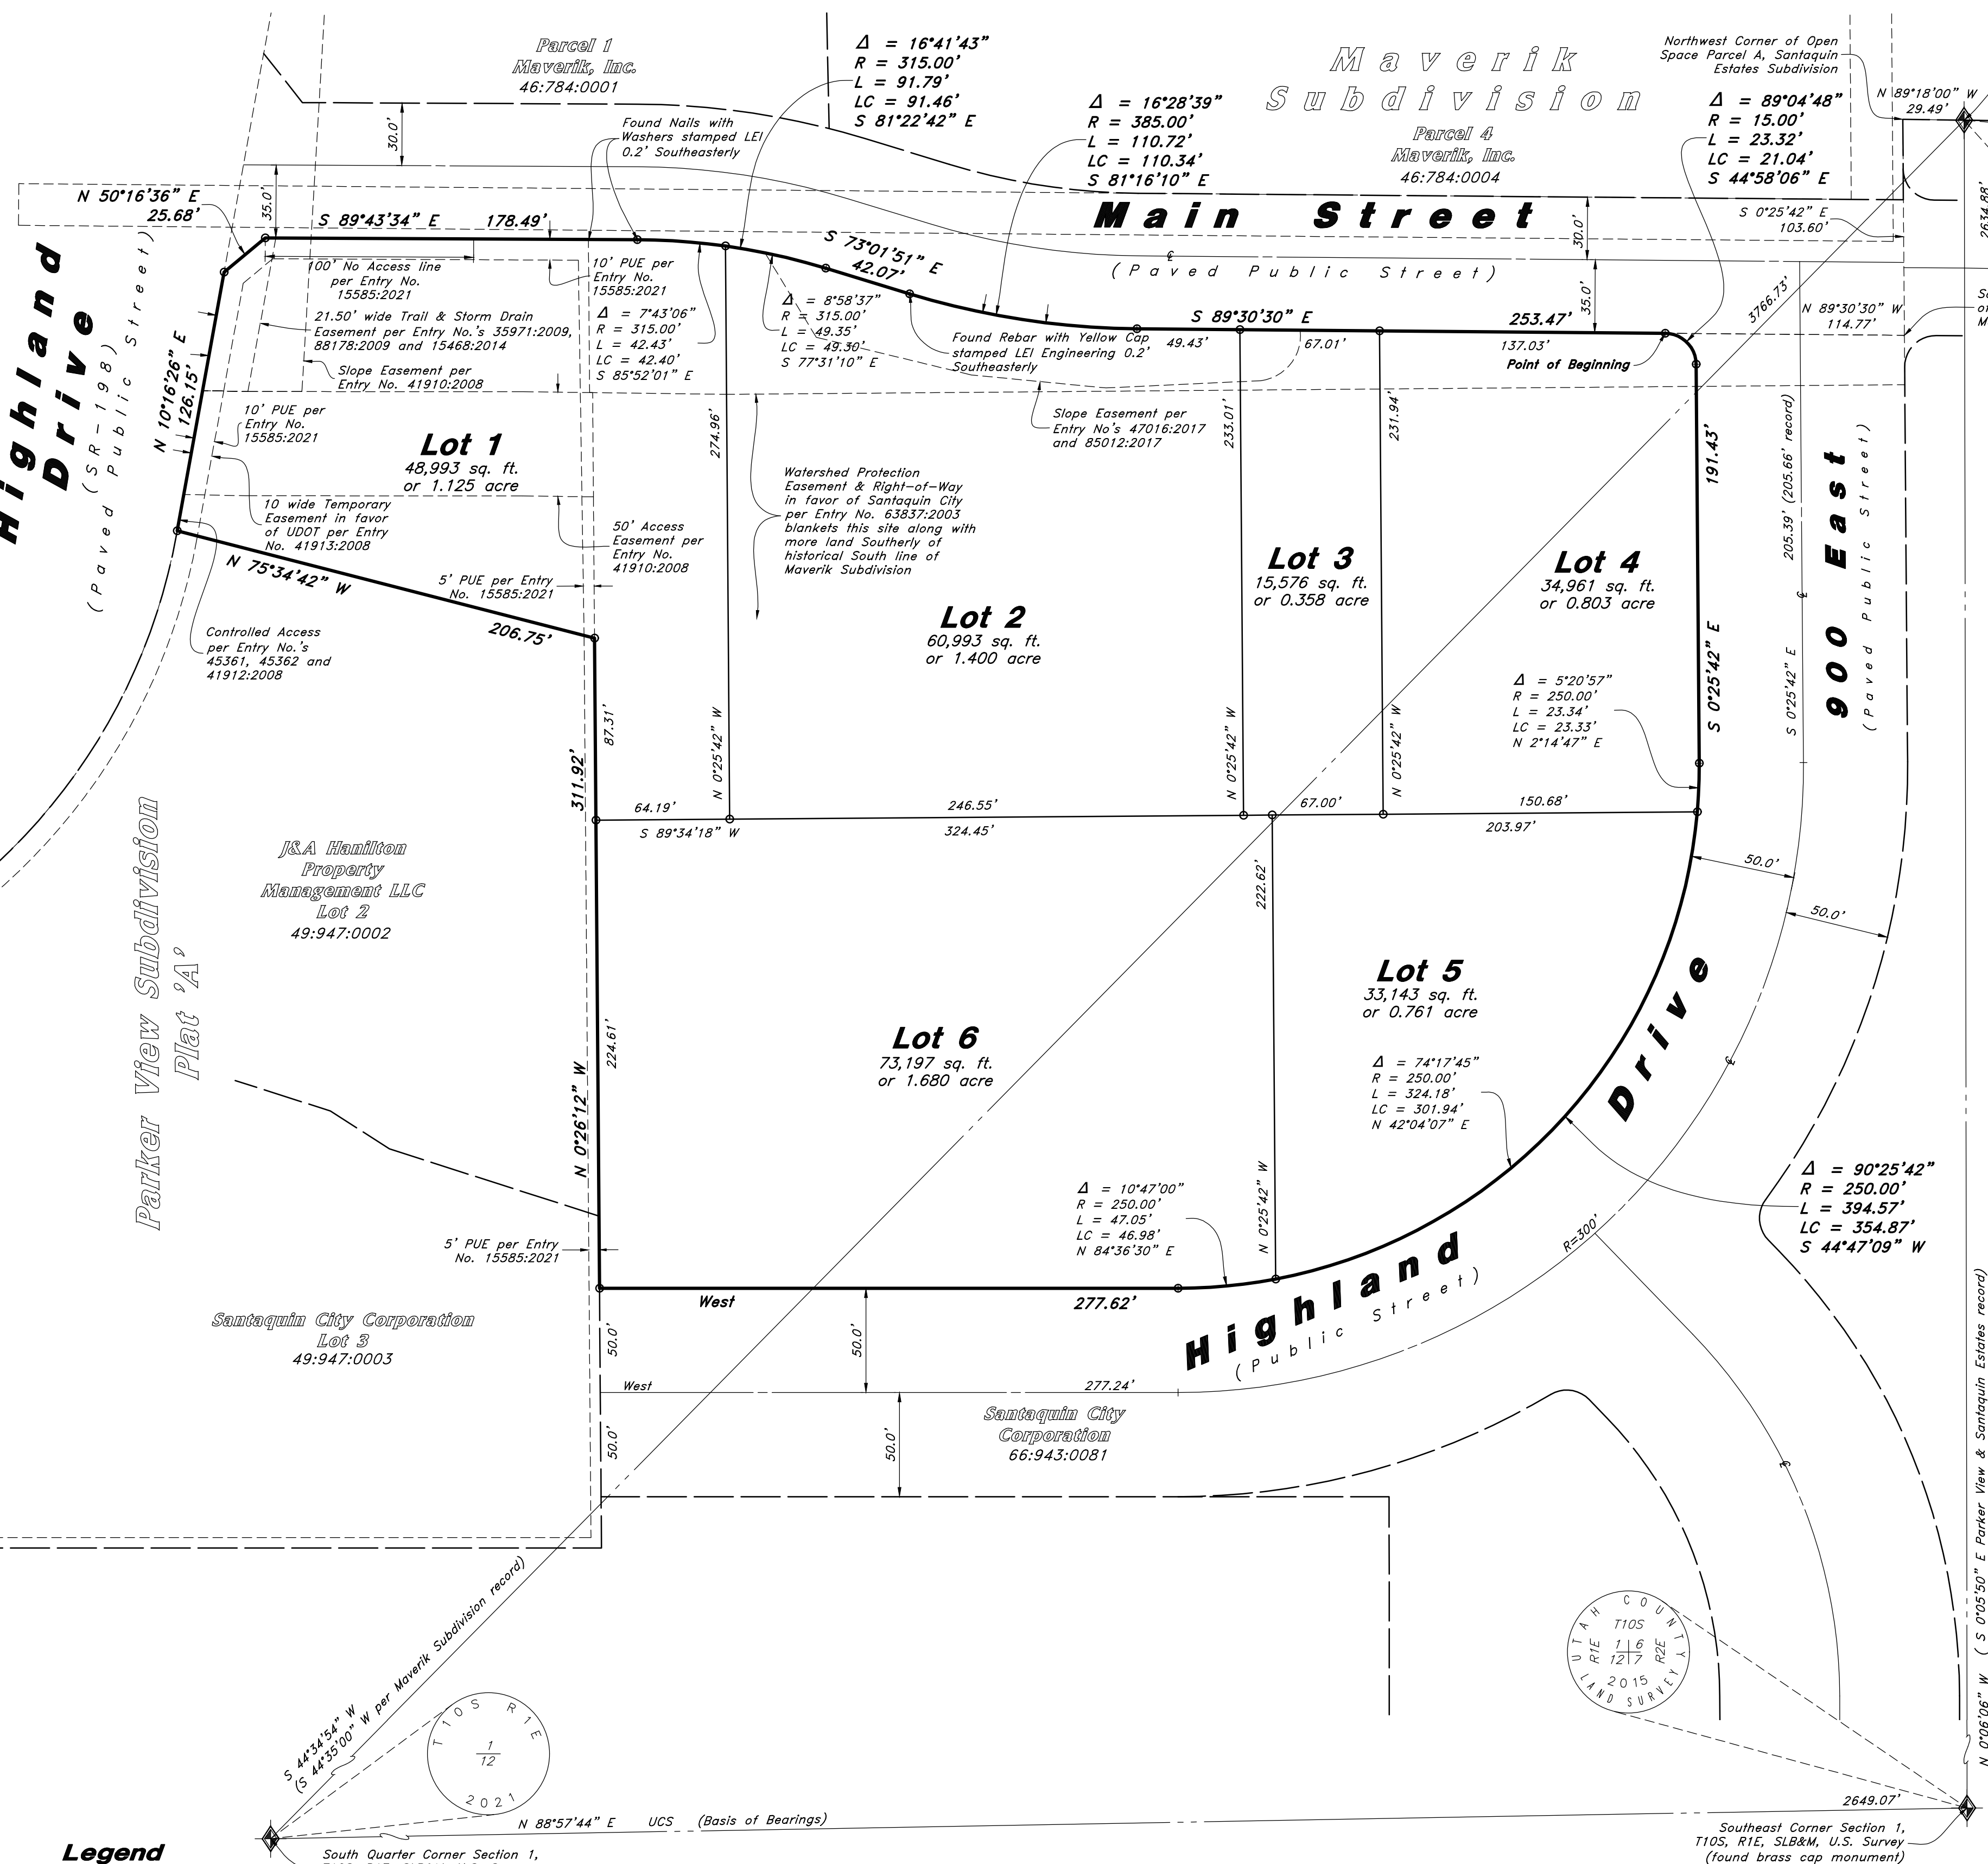 Parcel 1
Maverik, Inc.
46:784:0001
Δ = 16°41'43"
R = 315.00'
L = 91.79'
LC = 91.46'
S 81°22'42" E
Maverik
Subdivision
Parcel 4
Maverik, Inc.
46:784:0004
Δ = 16°28'39"
R = 385.00'
L = 110.72'
LC = 110.34'
S 81°16'10" E
Northwest Corner of Open
Space Parcel A, Santaquin
Estates Subdivision
N 89°18'00" W
29.49'
Δ = 89°04'48"
R = 15.00'
L = 23.32'
LC = 21.04'
S 44°58'06" E
30.0'
Found Nails with
Washers stamped LEI
0.2' Southeasterly
N 50°16'36" E
25.68'
35.0'
S 89°43'34" E 178.49'
Main Street
(Paved Public Street)
℄
30.0'
35.0'
S 0°25'42" E
103.60'
2634.88'
Highland
Drive
(SR-198)
(Paved Public Street)
100' No Access line
per Entry No.
15585:2021
10' PUE per
Entry No.
15585:2021
S 73°01'51" E
42.07'
21.50' wide Trail & Storm Drain
Easement per Entry No.'s 35971:2009,
88178:2009 and 15468:2014
Δ = 7°43'06"
R = 315.00'
L = 42.43'
LC = 42.40'
S 85°52'01" E
Δ = 8°58'37"
R = 315.00'
L = 49.35'
LC = 49.30'
S 77°31'10" E
Found Rebar with Yellow Cap
stamped LEI Engineering 0.2'
Southeasterly
S 89°30'30" E 253.47'
49.43'
67.01'
137.03'
Point of Beginning
3766.73'
N 89°30'30" W
114.77'
N 10°16'26" E
126.15'
Slope Easement per
Entry No. 41910:2008
10' PUE per
Entry No.
15585:2021
Lot 1
48,993 sq. ft.
or 1.125 acre
274.96'
Slope Easement per
Entry No's 47016:2017
and 85012:2017
233.01'
231.94'
191.43'
205.39' (205.66' record)
900 East
(Paved Public Street)
10 wide Temporary
Easement in favor
of UDOT per Entry
No. 41913:2008
Watershed Protection
Easement & Right-of-Way
in favor of Santaquin City
per Entry No. 63837:2003
blankets this site along with
more land Southerly of
historical South line of
Maverik Subdivision
50' Access
Easement per
Entry No.
41910:2008
N 75°34'42" W
206.75'
5' PUE per Entry
No. 15585:2021
Controlled Access
per Entry No.'s
45361, 45362 and
41912:2008
Lot 2
60,993 sq. ft.
or 1.400 acre
Lot 3
15,576 sq. ft.
or 0.358 acre
Lot 4
34,961 sq. ft.
or 0.803 acre
℄
S 0°25'42" E
S 0°25'42" E
Δ = 5°20'57"
R = 250.00'
L = 23.34'
LC = 23.33'
N 2°14'47" E
87.31'
311.92'
N 0°25'42" W
N 0°25'42" W
N 0°25'42" W
64.19'
246.55'
67.00'
150.68'
S 89°34'18" W
324.45'
203.97'
50.0'
50.0'
Parker View Subdivision
Plat 'A'
J&A Hanilton
Property
Management LLC
Lot 2
49:947:0002
222.62'
224.61'
Lot 5
33,143 sq. ft.
or 0.761 acre
Lot 6
73,197 sq. ft.
or 1.680 acre
Δ = 74°17'45"
R = 250.00'
L = 324.18'
LC = 301.94'
N 42°04'07" E
Drive
℄
N 0°26'12" W
Δ = 10°47'00"
R = 250.00'
L = 47.05'
LC = 46.98'
N 84°36'30" E
N 0°25'42" W
Δ = 90°25'42"
R = 250.00'
L = 394.57'
LC = 354.87'
S 44°47'09" W
5' PUE per Entry
No. 15585:2021
West
277.62'
Highland
(Public Street)
R=300'
Santaquin City Corporation
Lot 3
49:947:0003
50.0'
50.0'
West
277.24'
50.0'
50.0'
Santaquin City
Corporation
66:943:0081
℄
S 44°34'54" W
(S 44°35'00" W per Maverik Subdivision record)
T10S R1E
1
12
2021
UTAH COUNTY
T10S
R1E 1 6 R2E
12 7
2015
LAND SURVEY
N 0°06'06" W (S 0°05'50" E Parker View & Santaquin Estates record)
N 88°57'44" E UCS (Basis of Bearings)
2649.07'
Legend
South Quarter Corner Section 1,
Southeast Corner Section 1,
T10S, R1E, SLB&M, U.S. Survey
(found brass cap monument)